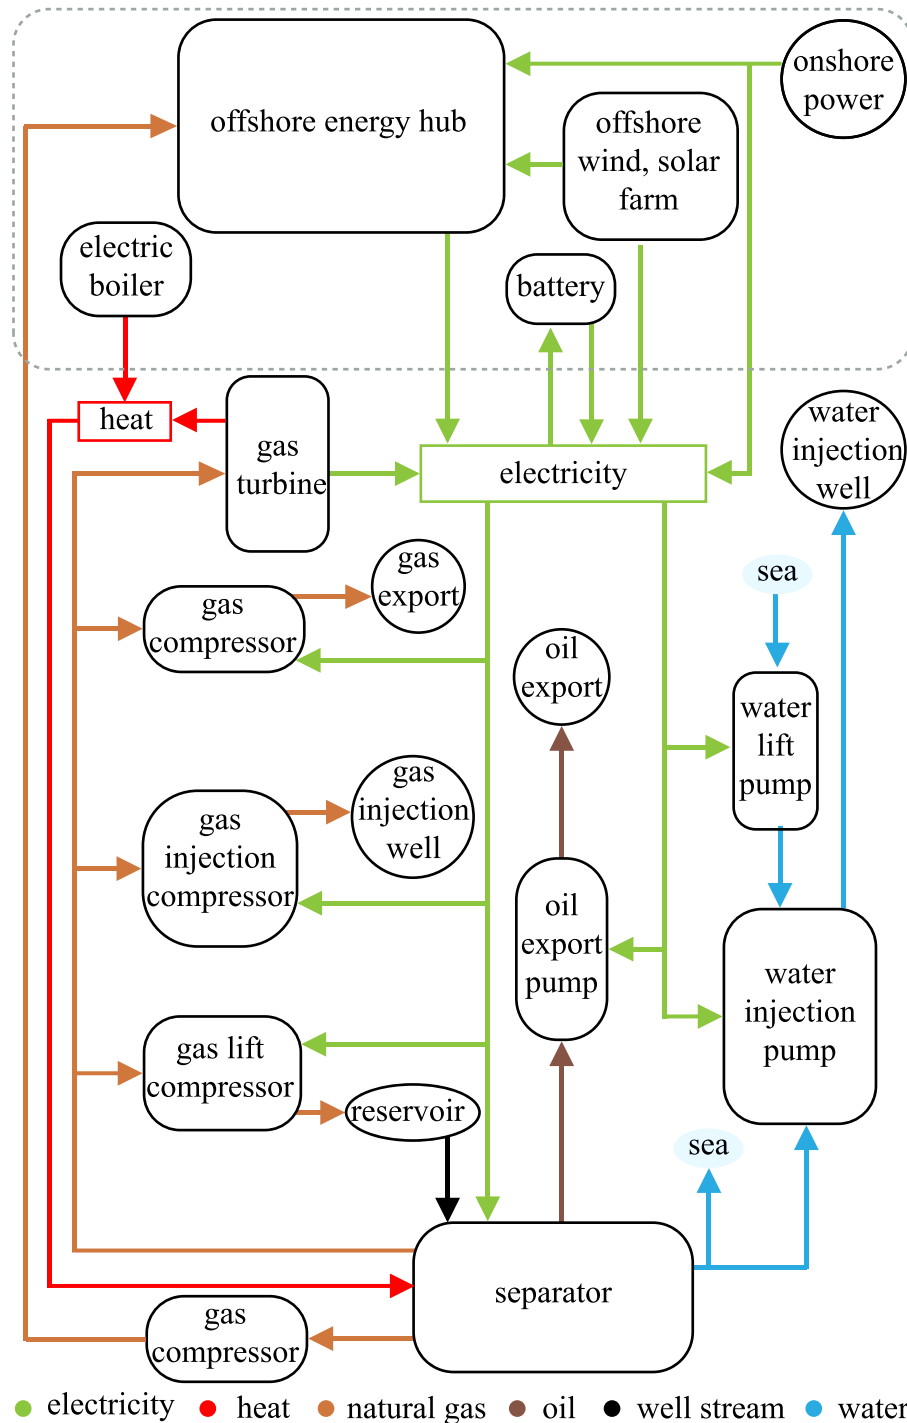 offshore energy hub
onshore
power
offshore
wind, solar
farm
electric
boiler
battery
heat
gas
turbine
electricity
water
injection
well
gas
export
gas
compressor
sea
oil
export
water
lift
pump
gas
injection
well
gas
injection
compressor
oil
export
pump
water
injection
pump
gas lift
compressor
reservoir
sea
separator
gas
compressor
electricity heat natural gas oil well stream water